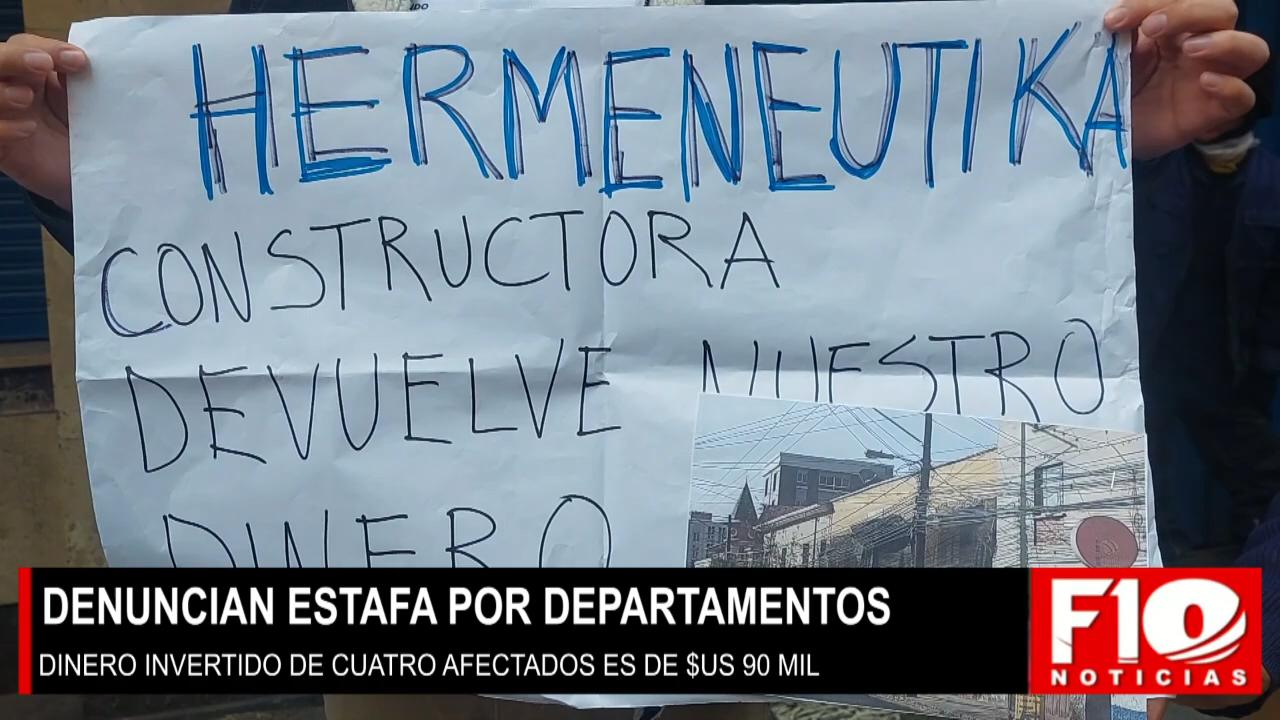 HERMENEUTIKA
CONSTRUCTORA
DEVUELVE NUESTRO
DINERO
DENUNCIAN ESTAFA POR DEPARTAMENTOS
DINERO INVERTIDO DE CUATRO AFECTADOS ES DE $US 90 MIL
F10
NOTICIAS